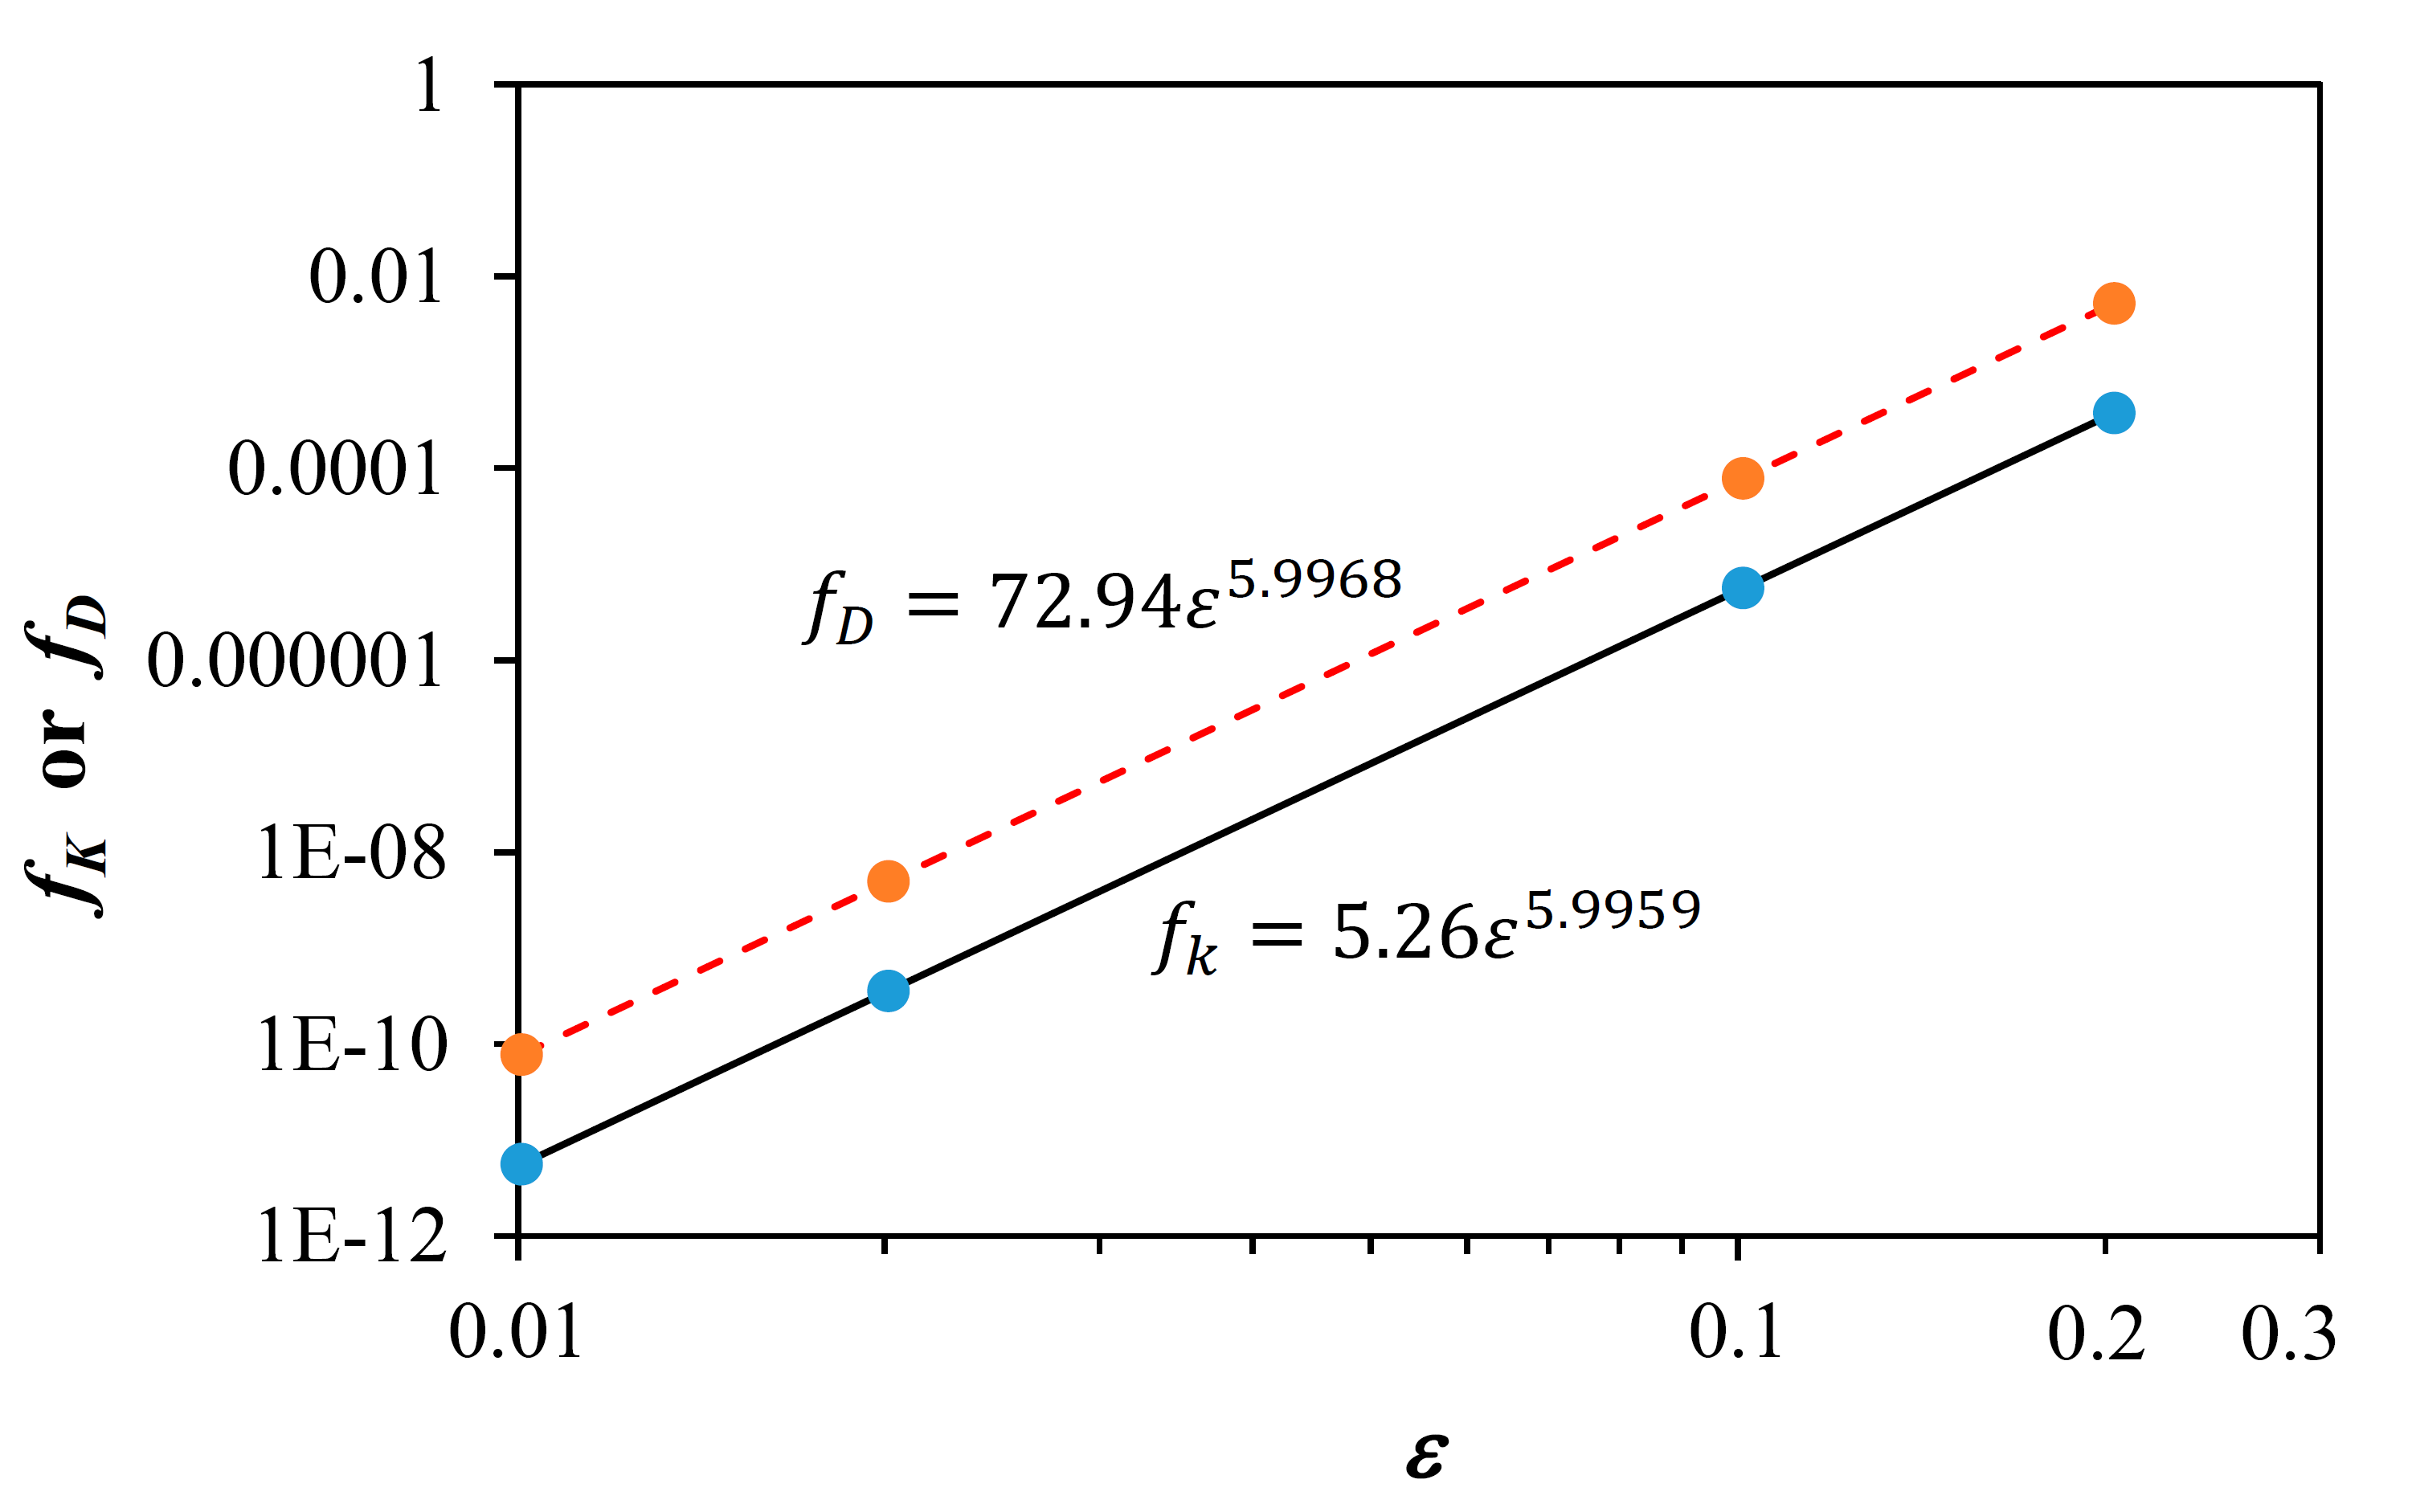 1
0.01
0.0001
0.000001
1E-08
1E-10
1E-12
f_K or f_D
f_D = 72.94ε^5.9968
f_k = 5.26ε^5.9959
0.01 0.1 0.2 0.3
ε